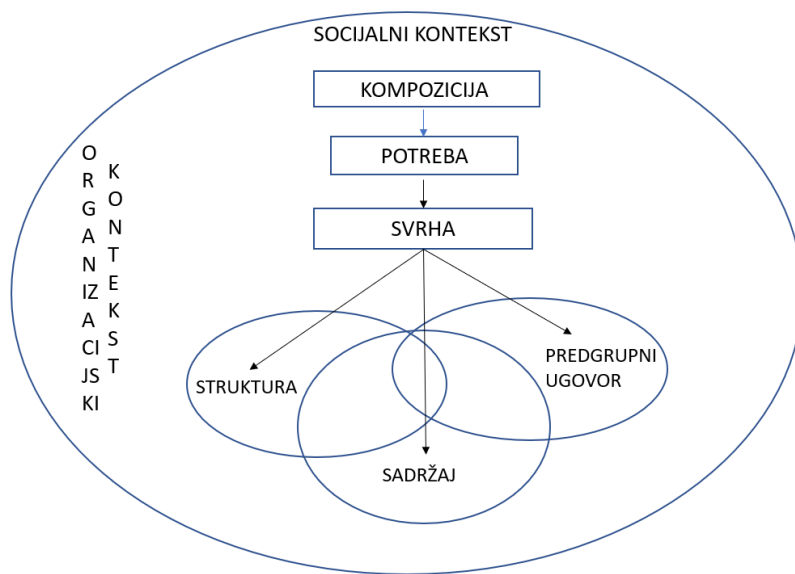 SOCIJALNI KONTEKST
KOMPOZICIJA
POTREBA
SVRHA
ORGANIZACIJSKI
KONTEKST
STRUKTURA
PREDGRUPNI
UGOVOR
SADRŽAJ